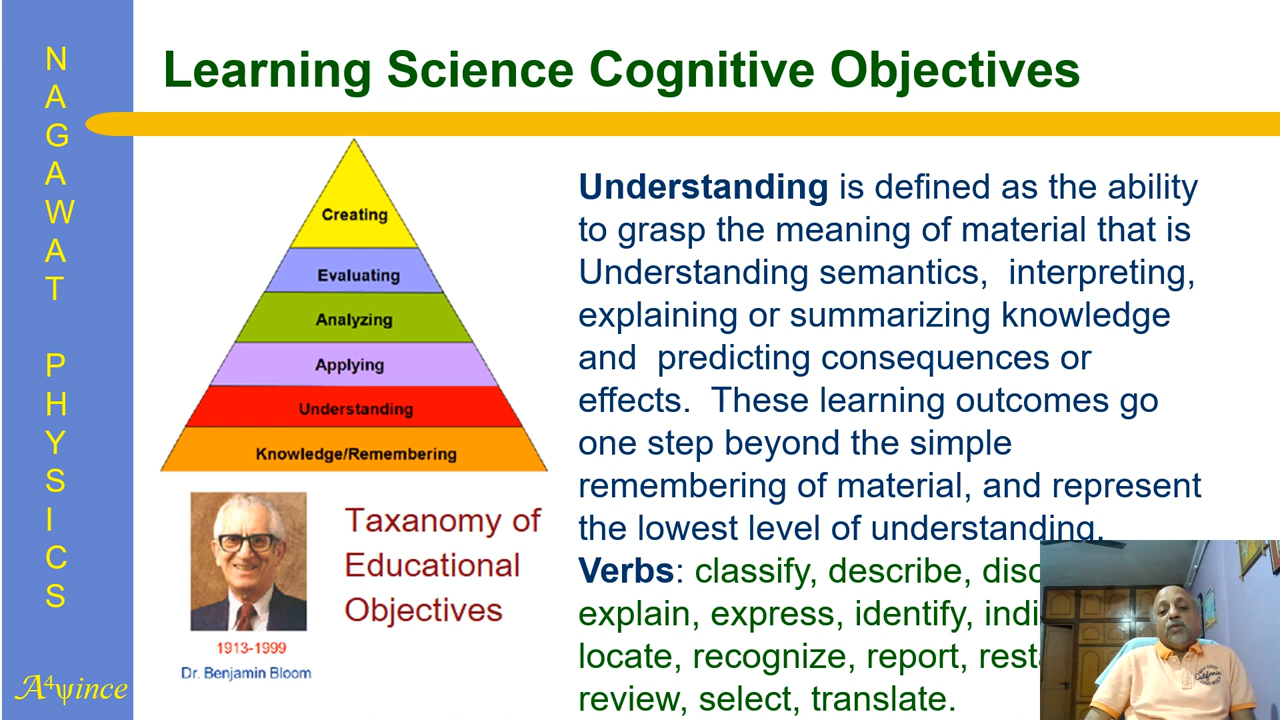 NAGAWAT PHYSICS
Learning Science Cognitive Objectives
Creating
Evaluating
Analyzing
Applying
Understanding
Knowledge/Remembering
Taxanomy of
Educational
Objectives
1913-1999
Dr. Benjamin Bloom
Understanding is defined as the ability
to grasp the meaning of material that is
Understanding semantics, interpreting,
explaining or summarizing knowledge
and predicting consequences or
effects. These learning outcomes go
one step beyond the simple
remembering of material, and represent
the lowest level of understanding.
Verbs: classify, describe,
explain, express, identify,
locate, recognize, report,
review, select, translate.
A⁴ψince